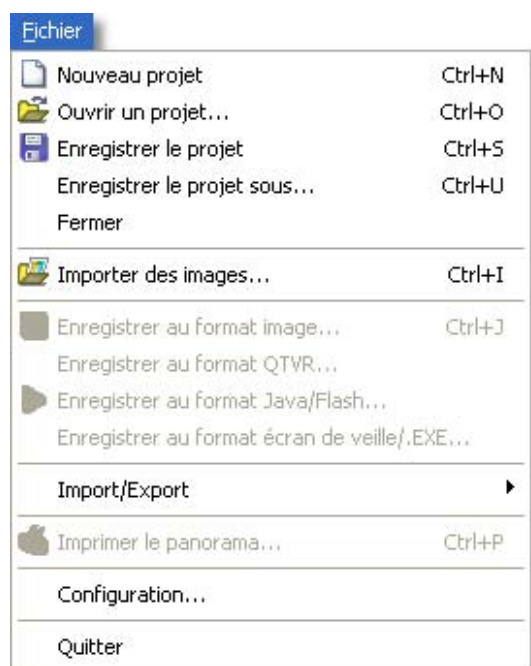 Fichier
Nouveau projet Ctrl+N
Ouvrir un projet... Ctrl+O
Enregistrer le projet Ctrl+S
Enregistrer le projet sous... Ctrl+U
Fermer
Importer des images... Ctrl+I
Enregistrer au format image... Ctrl+J
Enregistrer au format QTVR...
Enregistrer au format Java/Flash...
Enregistrer au format écran de veille/.EXE...
Import/Export
Imprimer le panorama... Ctrl+P
Configuration...
Quitter